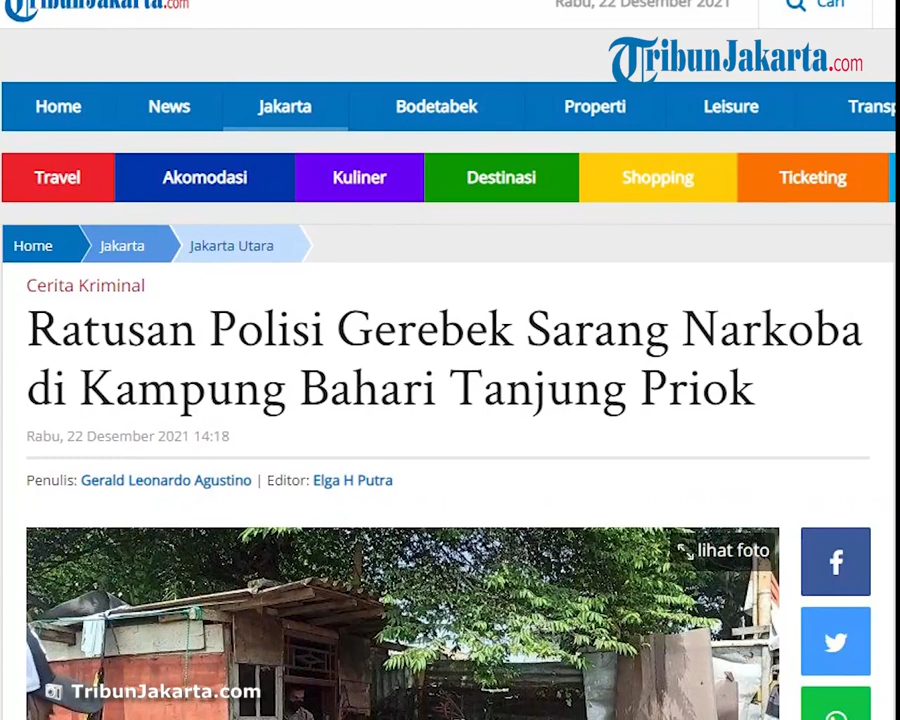 TribunJakarta.com
Rabu, 22 Desember 2021
Cari
TribunJakarta.com
Home News Jakarta Bodetabek Properti Leisure Transp
Travel Akomodasi Kuliner Destinasi Shopping Ticketing
Home Jakarta Jakarta Utara
Cerita Kriminal
Ratusan Polisi Gerebek Sarang Narkoba
di Kampung Bahari Tanjung Priok
Rabu, 22 Desember 2021 14:18
Penulis: Gerald Leonardo Agustino | Editor: Elga H Putra
lihat foto
TribunJakarta.com